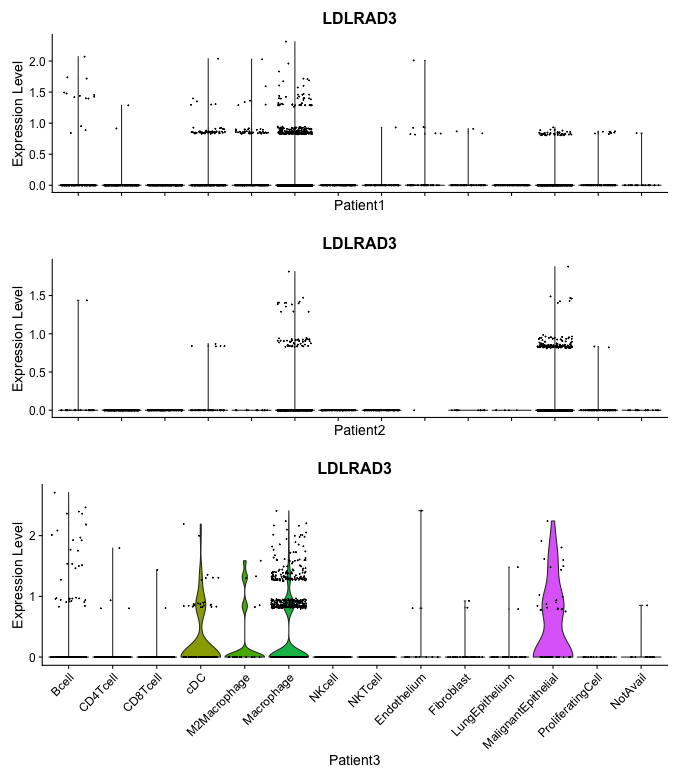 LDLRAD3
Expression Level
2.0
1.5
1.0
0.5
0.0
Patient1
LDLRAD3
Expression Level
1.5
1.0
0.5
0.0
Patient2
LDLRAD3
Expression Level
2
1
0
Bcell
CD4Tcell
CD8Tcell
cDC
M2Macrophage
Macrophage
NKcell
NKTcell
Endothelium
Fibroblast
LungEpithelium
MalignantEpithelial
ProliferatingCell
NotAvail
Patient3